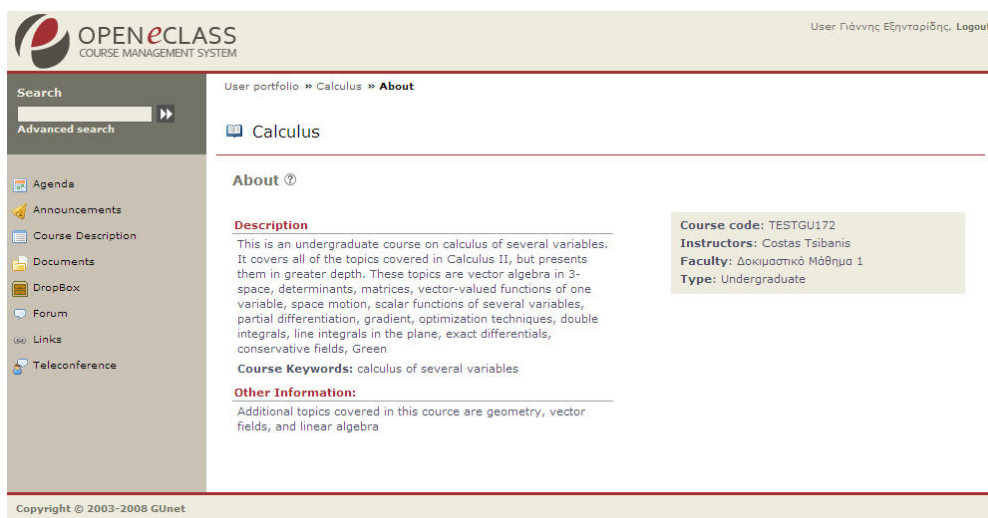 OPEN eCLASS
COURSE MANAGEMENT SYSTEM
User Γιάννης Εξηνταρίδης, Logout
Search
Advanced search
User portfolio » Calculus » About
Calculus
Agenda
Announcements
Course Description
Documents
DropBox
Forum
Links
Teleconference
About
Description
This is an undergraduate course on calculus of several variables.
It covers all of the topics covered in Calculus II, but presents
them in greater depth. These topics are vector algebra in 3-
space, determinants, matrices, vector-valued functions of one
variable, space motion, scalar functions of several variables,
partial differentiation, gradient, optimization techniques, double
integrals, line integrals in the plane, exact differentials,
conservative fields, Green
Course Keywords: calculus of several variables
Other Information:
Additional topics covered in this cource are geometry, vector
fields, and linear algebra
Course code: TESTGU172
Instructors: Costas Tsibanis
Faculty: Δοκιμαστικό Μάθημα 1
Type: Undergraduate
Copyright © 2003-2008 GUnet